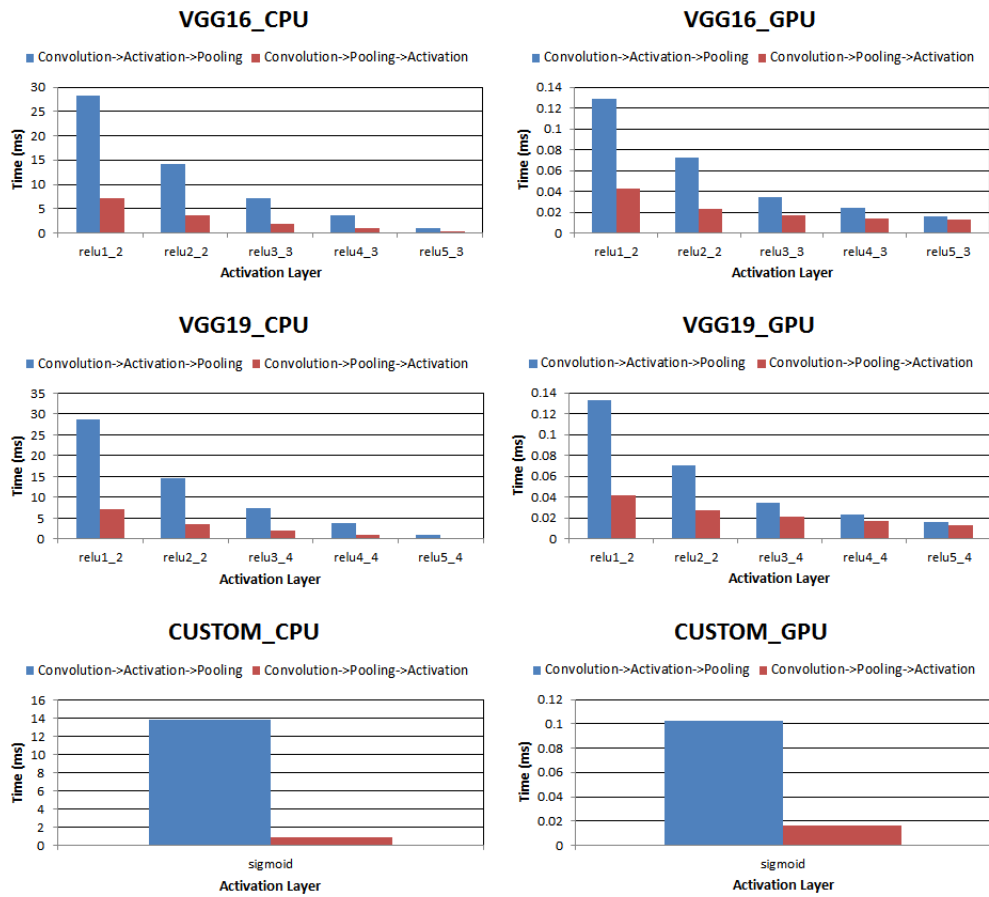 VGG16_CPU
Convolution->Activation->Pooling Convolution->Pooling->Activation
30
25
20
15
10
5
0
Time (ms)
relu1_2 relu2_2 relu3_3 relu4_3 relu5_3
Activation Layer
VGG16_GPU
Convolution->Activation->Pooling Convolution->Pooling->Activation
0.14
0.12
0.1
0.08
0.06
0.04
0.02
0
Time (ms)
relu1_2 relu2_2 relu3_3 relu4_3 relu5_3
Activation Layer
VGG19_CPU
Convolution->Activation->Pooling Convolution->Pooling->Activation
35
30
25
20
15
10
5
0
Time (ms)
relu1_2 relu2_2 relu3_4 relu4_4 relu5_4
Activation Layer
VGG19_GPU
Convolution->Activation->Pooling Convolution->Pooling->Activation
0.14
0.12
0.1
0.08
0.06
0.04
0.02
0
Time (ms)
relu1_2 relu2_2 relu3_4 relu4_4 relu5_4
Activation Layer
CUSTOM_CPU
Convolution->Activation->Pooling Convolution->Pooling->Activation
16
14
12
10
8
6
4
2
0
Time (ms)
sigmoid
Activation Layer
CUSTOM_GPU
Convolution->Activation->Pooling Convolution->Pooling->Activation
0.12
0.1
0.08
0.06
0.04
0.02
0
Time (ms)
sigmoid
Activation Layer